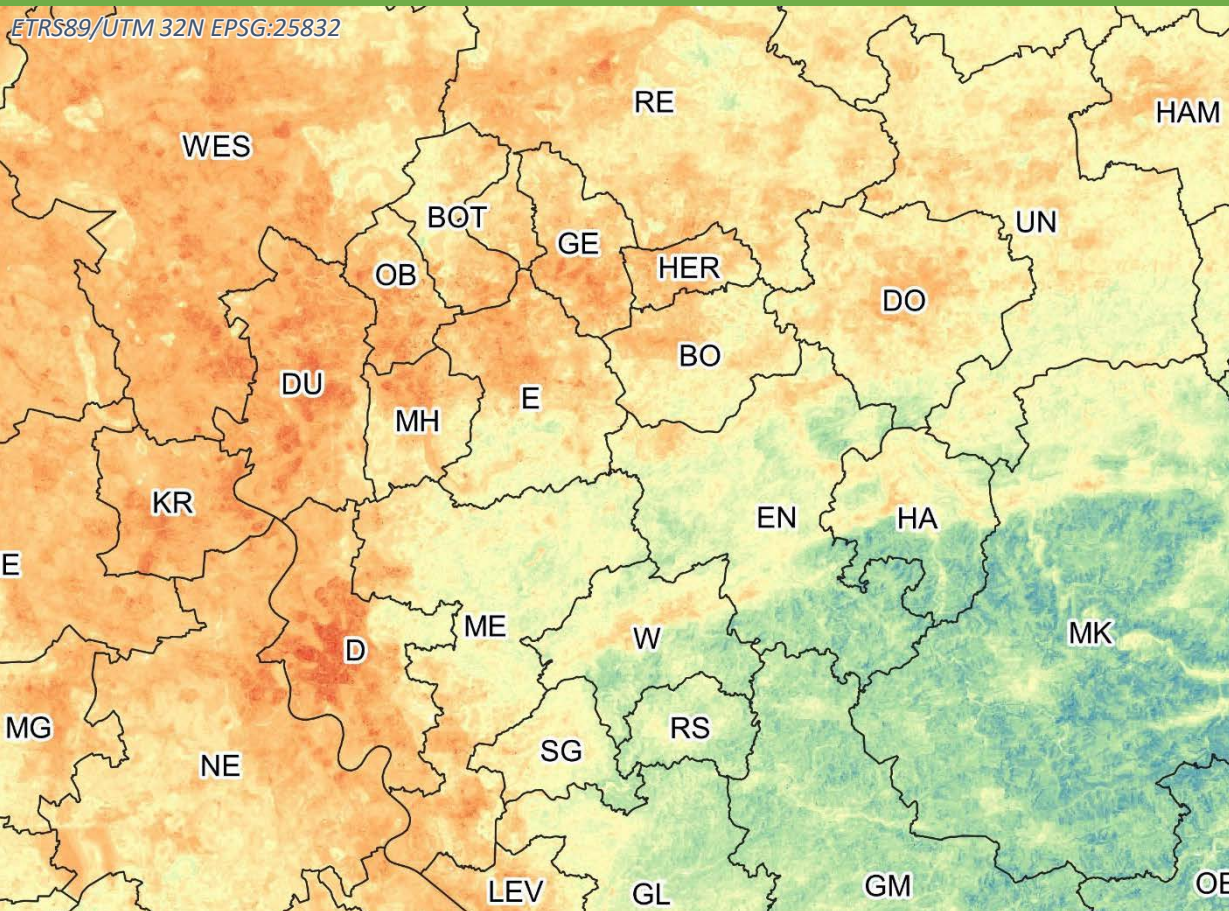 ETRS89/UTM 32N EPSG:25832
RE
HAM
WES
BOT
UN
GE
HER
OB
DO
BO
DU
E
MH
KR
EN
HA
E
ME
MK
W
D
RS
MG
SG
NE
OE
GM
LEV
GL